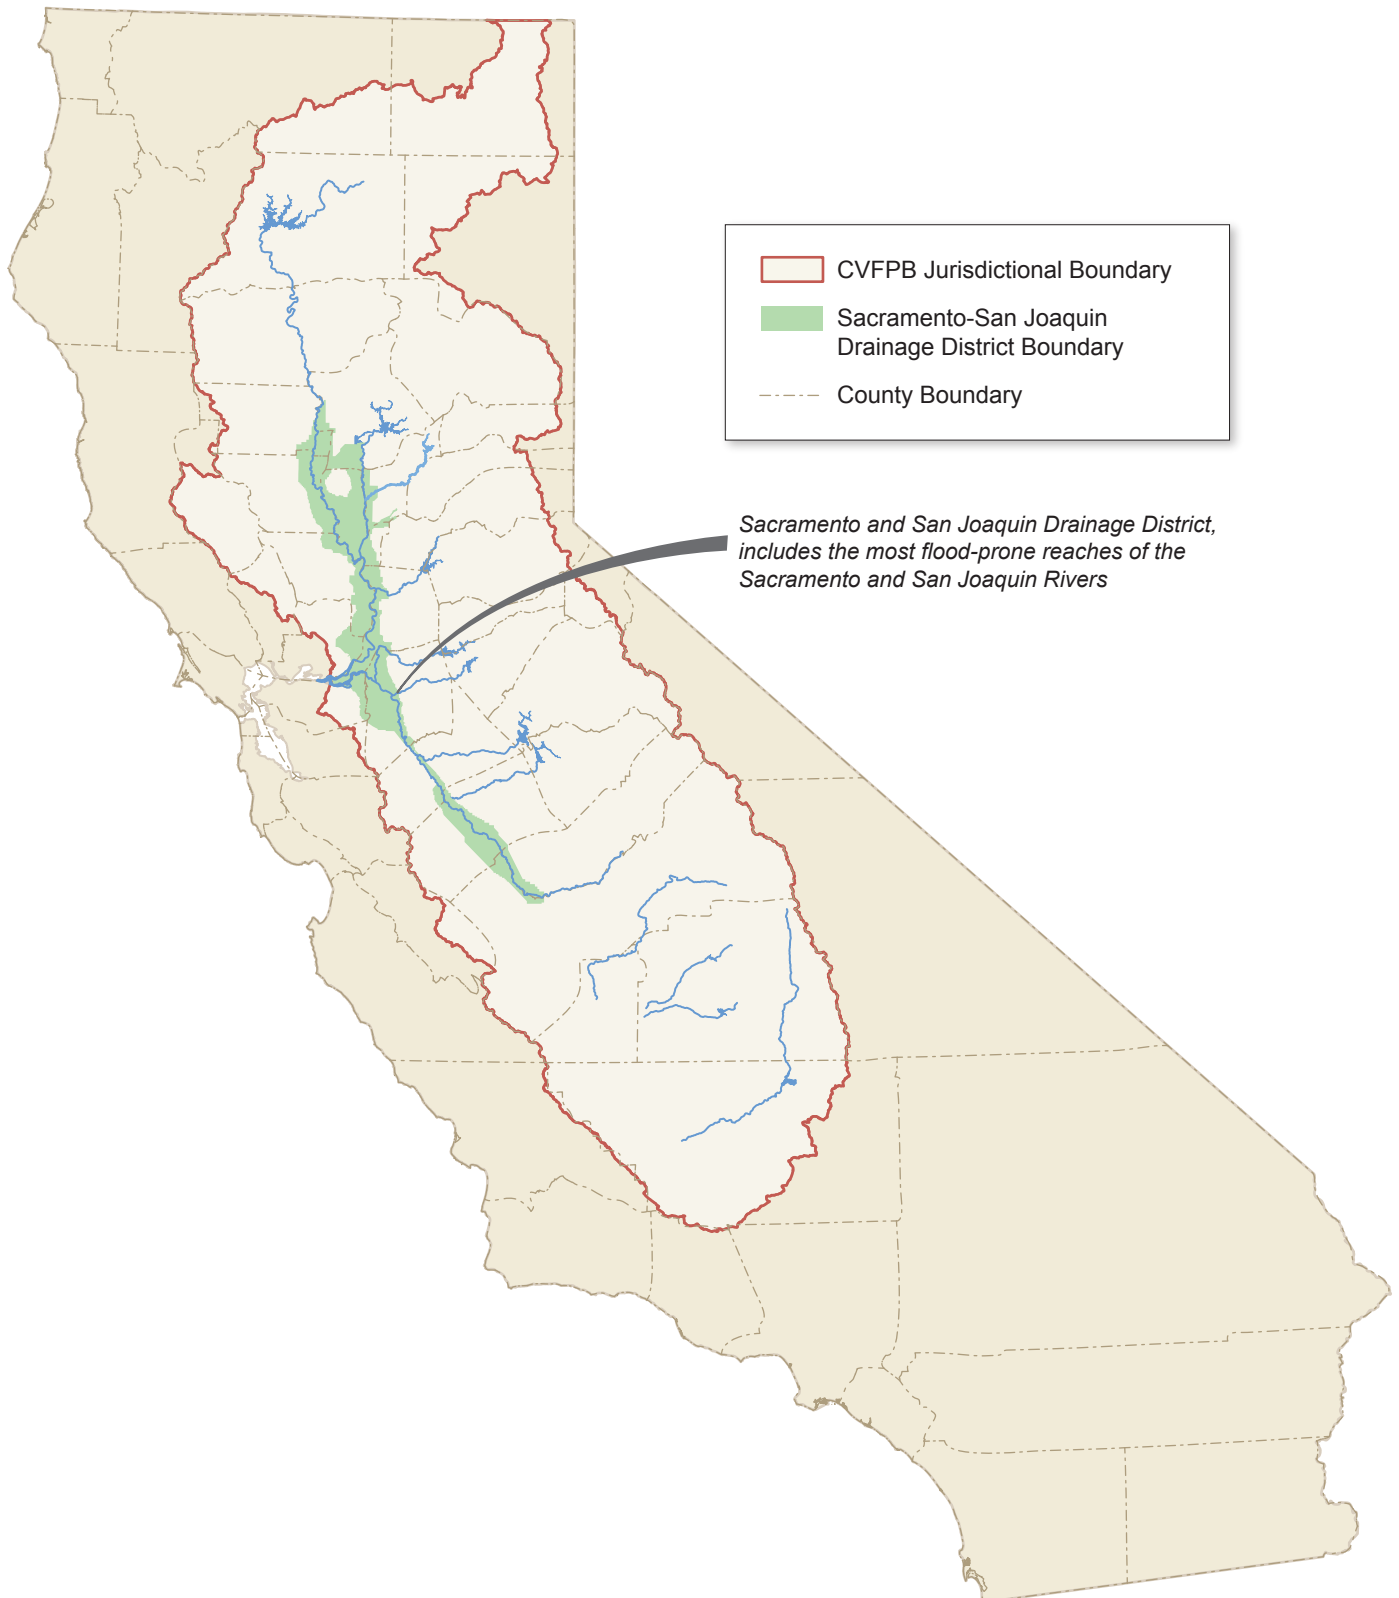 CVFPB Jurisdictional Boundary
Sacramento-San Joaquin
Drainage District Boundary
County Boundary
Sacramento and San Joaquin Drainage District,
includes the most flood-prone reaches of the
Sacramento and San Joaquin Rivers